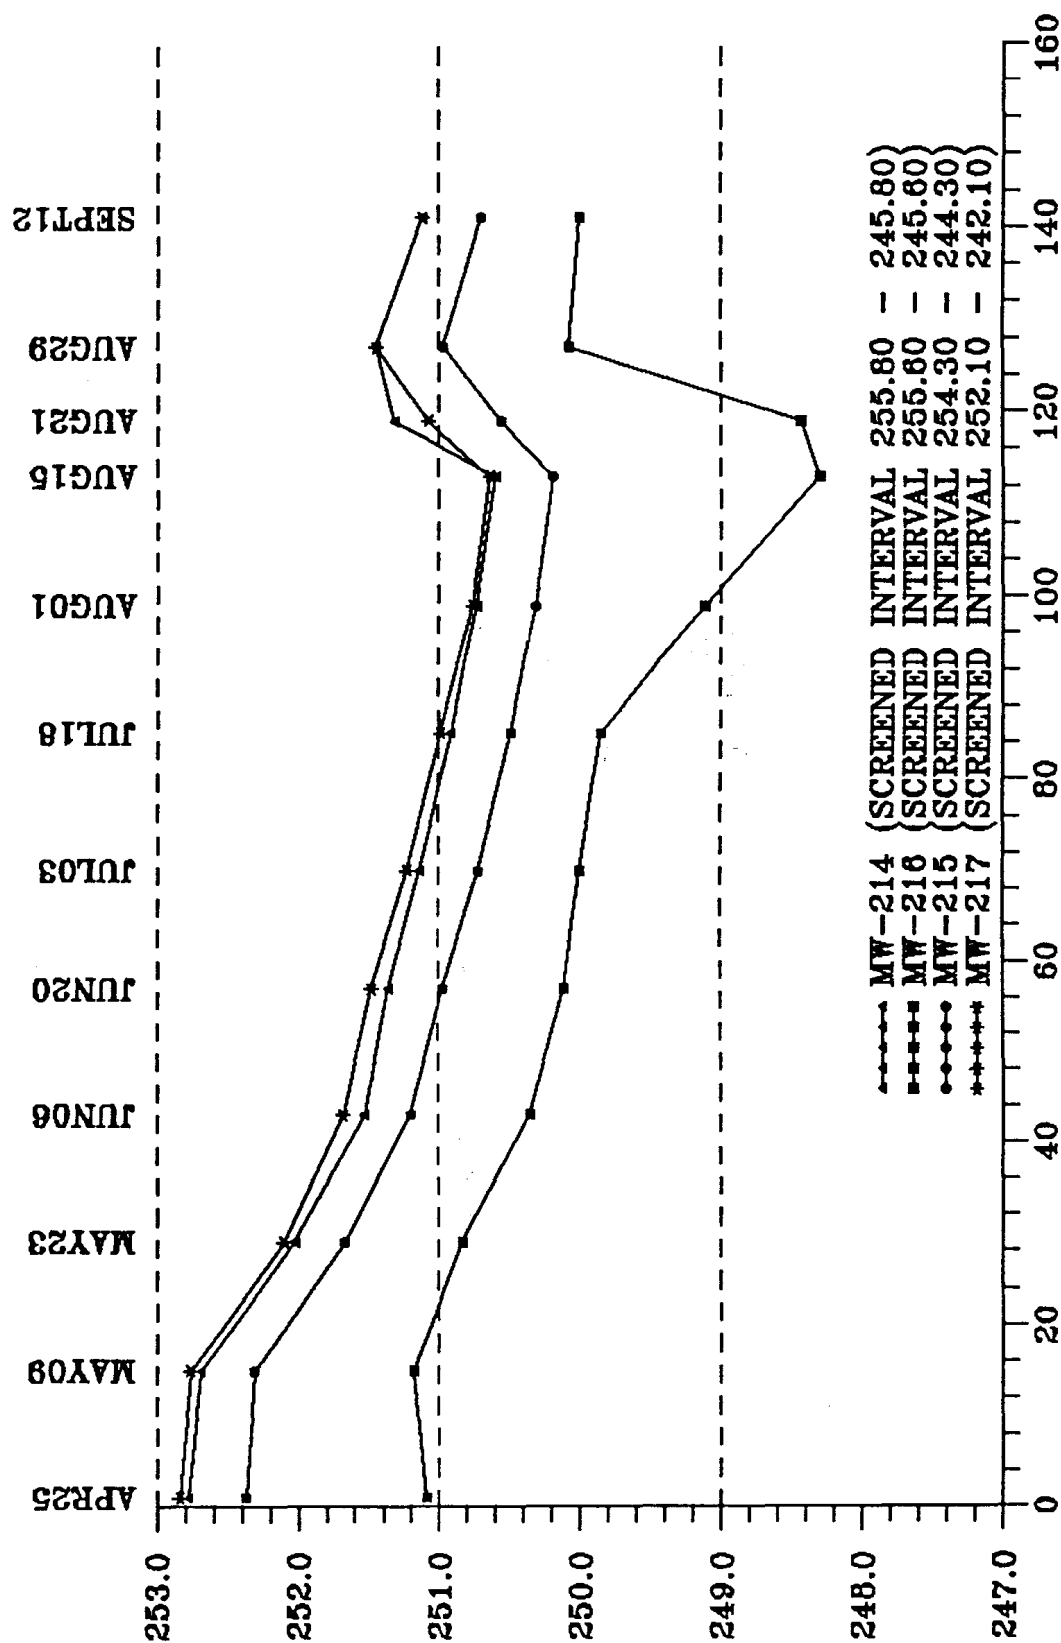 APR25 MAY09 MAY23 JUN06 JUN20 JUL03 JUL18 AUG01 AUG15 AUG21 AUG29 SEPT12
253.0
252.0
251.0
250.0
249.0
248.0
247.0
MW-214 (SCREENED INTERVAL 255.80 - 245.80)
MW-216 (SCREENED INTERVAL 255.60 - 245.60)
MW-215 (SCREENED INTERVAL 254.30 - 244.30)
MW-217 (SCREENED INTERVAL 252.10 - 242.10)
0 20 40 60 80 100 120 140 160